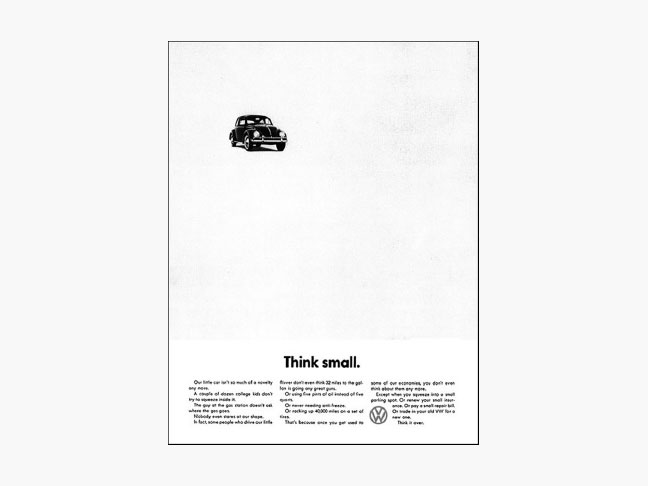 Think small.
Our little car isn't so much of a novelty
any more.
A couple of dozen college kids don't
try to squeeze inside it.
The guy at the gas station doesn't ask
where the gas goes.
Nobody even stares at our shape.
In fact, some people who drive our little
flivver don't even think 32 miles to the gal-
lon is going any great guns.
Or using five pints of oil instead of five
quarts.
Or never needing anti-freeze.
Or racking up 40,000 miles on a set of
tires.
That's because once you get used to
some of our economies, you don't even
think about them any more.
Except when you squeeze into a small
parking spot. Or renew your small insur-
ance. Or pay a small repair bill.
Or trade in your old VW for a
new one.
Think it over.
VW